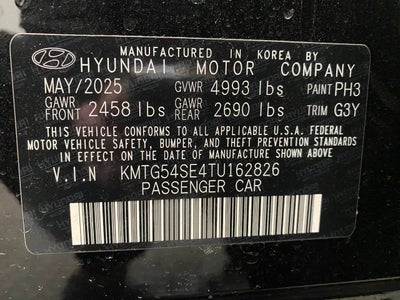 MANUFACTURED IN KOREA BY
HYUNDAI MOTOR COMPANY
MAY/2025 GVWR 4993 lbs PAINT PH3
GAWR FRONT 2458 lbs GAWR REAR 2690 lbs TRIM G3Y
THIS VEHICLE CONFORMS TO ALL APPLICABLE U.S.A. FEDERAL
MOTOR VEHICLE SAFETY, BUMPER, AND THEFT PREVENTION STANDARDS
IN EFFECT ON THE DATE OF MANUFACTURE SHOWN ABOVE.
V.I.N KMTG54SE4TU162826
PASSENGER CAR